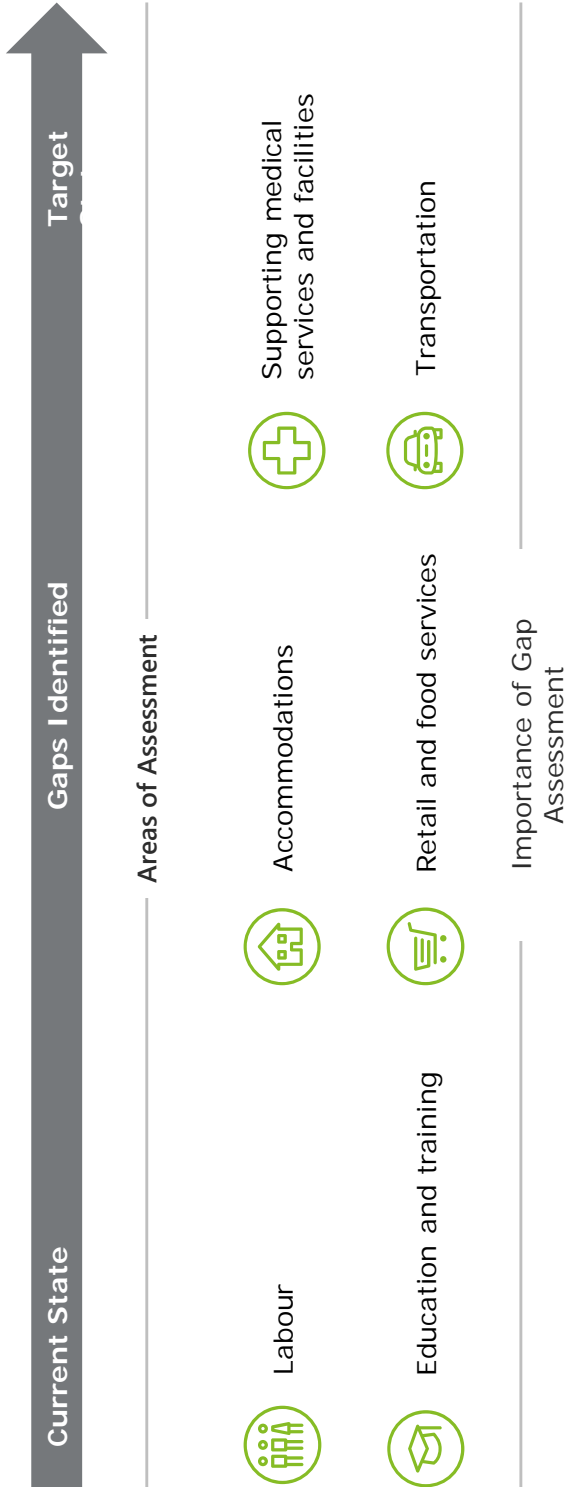 Current State
Gaps Identified
Target
Areas of Assessment
Labour
Accommodations
Supporting medical
services and facilities
Education and training
Retail and food services
Transportation
Importance of Gap
Assessment